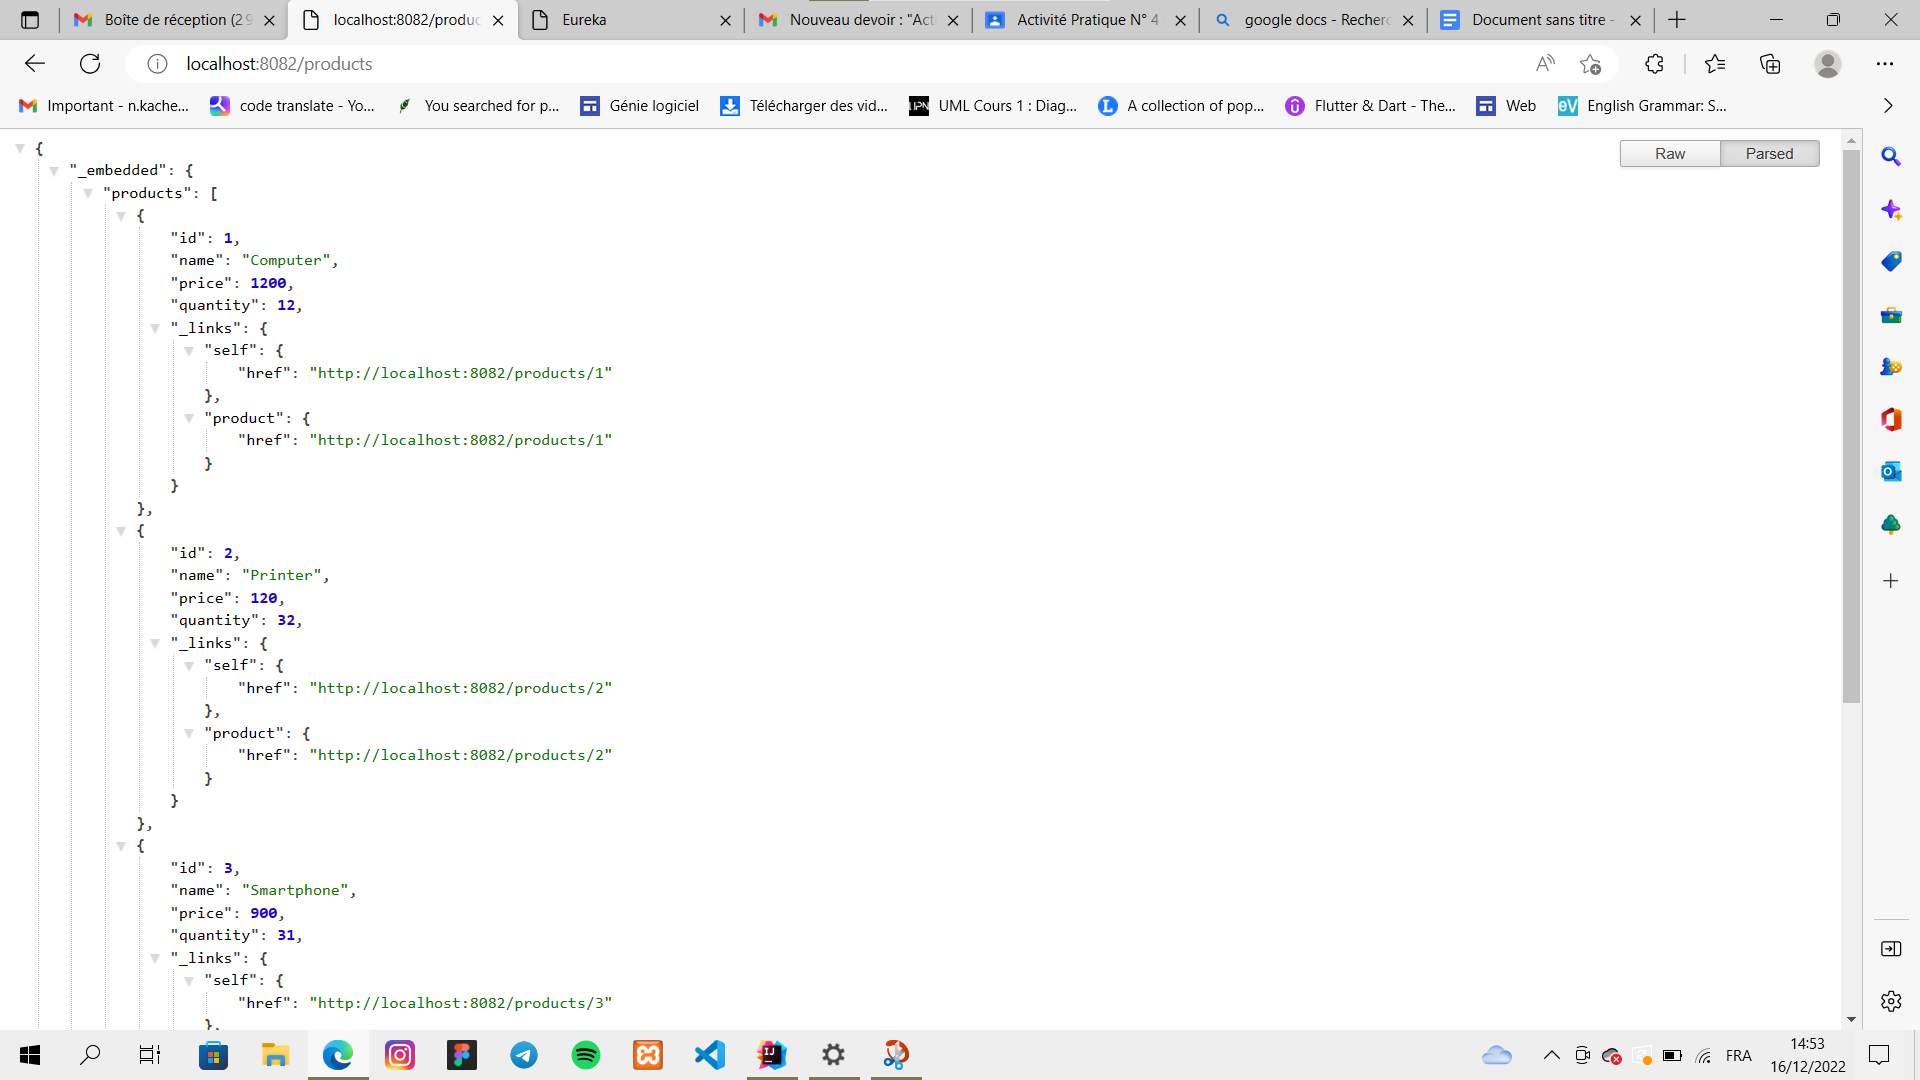 Boîte de réception (2 9
localhost:8082/produc
Eureka
Nouveau devoir : "Act
Activité Pratique N° 4
google docs - Recherc
Document sans titre -
localhost:8082/products
Important - n.kache...
code translate - Yo...
You searched for p...
Génie logiciel
Télécharger des vid...
UML Cours 1 : Diag...
A collection of pop...
Flutter & Dart - The...
Web
English Grammar: S...
Raw
Parsed
{
"_embedded": {
"products": [
{
"id": 1,
"name": "Computer",
"price": 1200,
"quantity": 12,
"_links": {
"self": {
"href": "http://localhost:8082/products/1"
},
"product": {
"href": "http://localhost:8082/products/1"
}
}
},
{
"id": 2,
"name": "Printer",
"price": 120,
"quantity": 32,
"_links": {
"self": {
"href": "http://localhost:8082/products/2"
},
"product": {
"href": "http://localhost:8082/products/2"
}
}
},
{
"id": 3,
"name": "Smartphone",
"price": 900,
"quantity": 31,
"_links": {
"self": {
"href": "http://localhost:8082/products/3"
},
FRA
14:53
16/12/2022